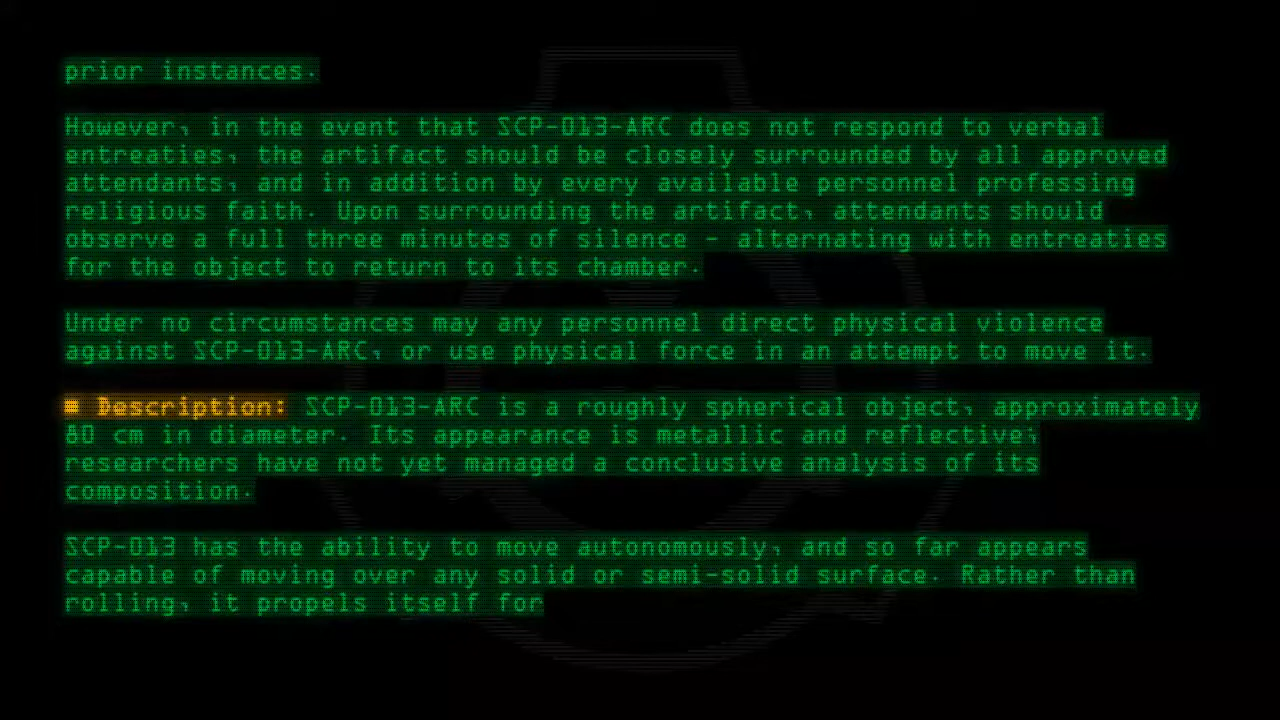 prior instances.
However, in the event that SCP-013-ARC does not respond to verbal
entreaties, the artifact should be closely surrounded by all approved
attendants, and in addition by every available personnel professing
religious faith. Upon surrounding the artifact, attendants should
observe a full three minutes of silence - alternating with entreaties
for the object to return to its chamber.
Under no circumstances may any personnel direct physical violence
against SCP-013-ARC, or use physical force in an attempt to move it.
■ Description: SCP-013-ARC is a roughly spherical object, approximately
80 cm in diameter. Its appearance is metallic and reflective;
researchers have not yet managed a conclusive analysis of its
composition.
SCP-013 has the ability to move autonomously, and so far appears
capable of moving over any solid or semi-solid surface. Rather than
rolling, it propels itself for